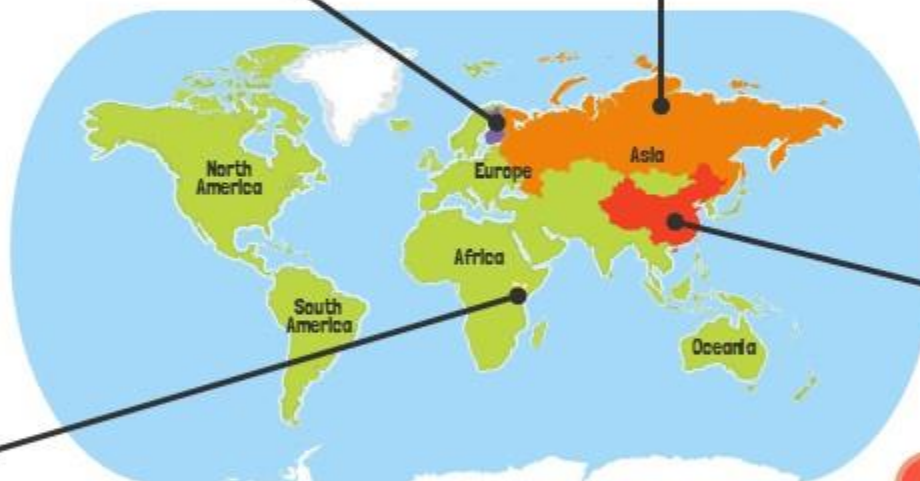 North
America
Europe
Asia
Africa
South
America
Oceania